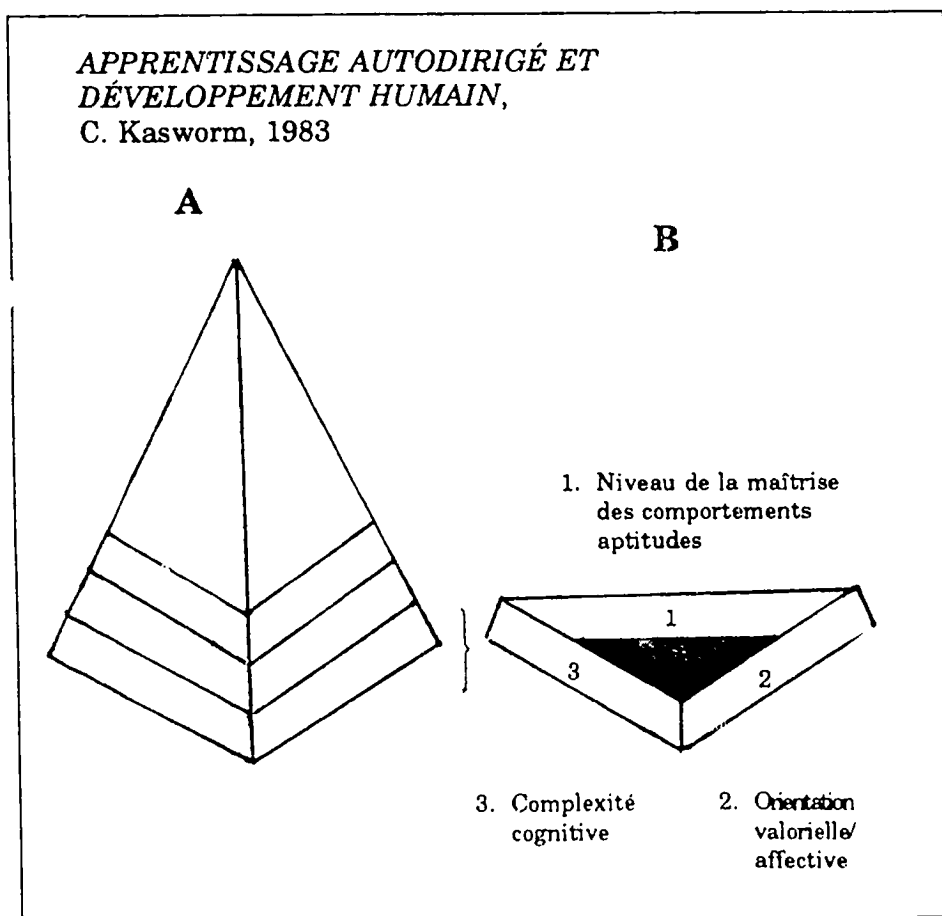 APPRENTISSAGE AUTODIRIGÉ ET
DÉVELOPPEMENT HUMAIN,
C. Kasworm, 1983
A
B
1. Niveau de la maîtrise
des comportements
aptitudes
1
3
2
3. Complexité
cognitive
2. Orientation
valorielle/
affective